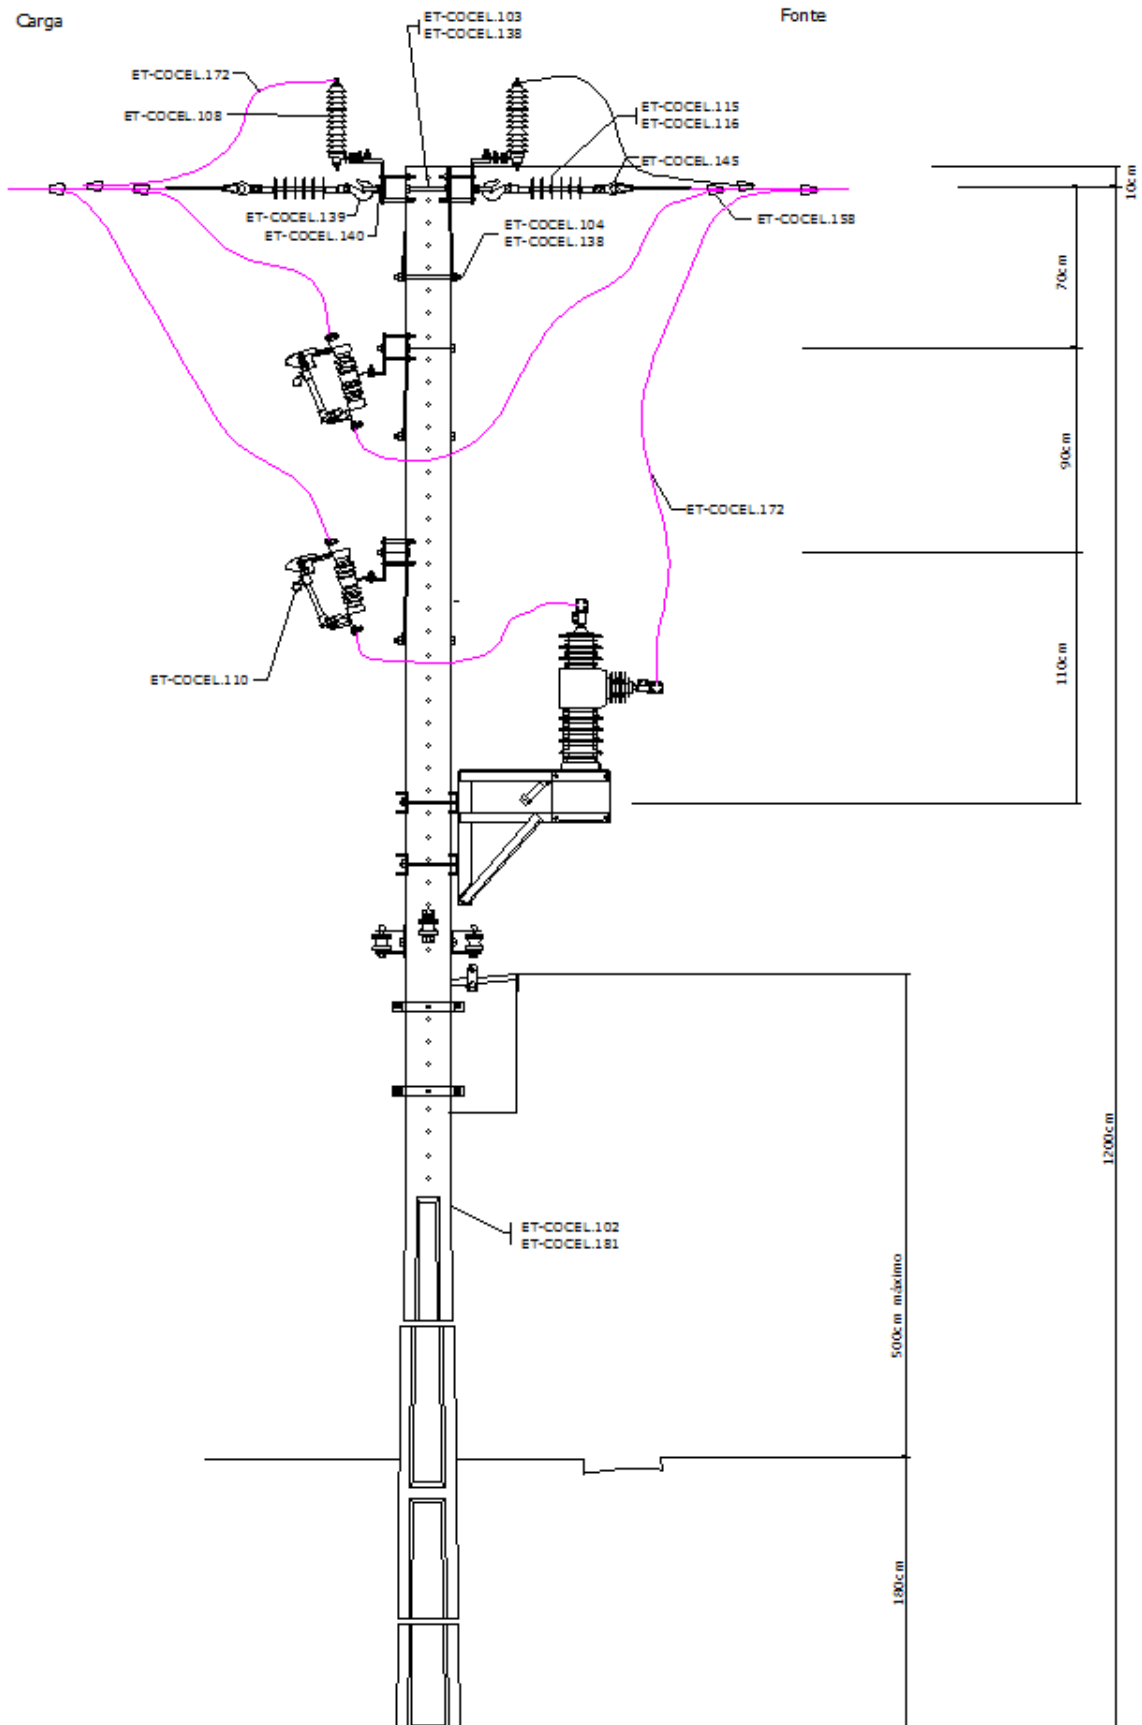 Carga
ET-COCEL.103
ET-COCEL.138
Fonte
ET-COCEL.172
ET-COCEL.108
ET-COCEL.115
ET-COCEL.116
ET-COCEL.145
10cm
ET-COCEL.139
ET-COCEL.140
ET-COCEL.158
ET-COCEL.104
ET-COCEL.138
70cm
90cm
ET-COCEL.172
110cm
ET-COCEL.110
1200cm
ET-COCEL.102
ET-COCEL.181
500cm máximo
180cm